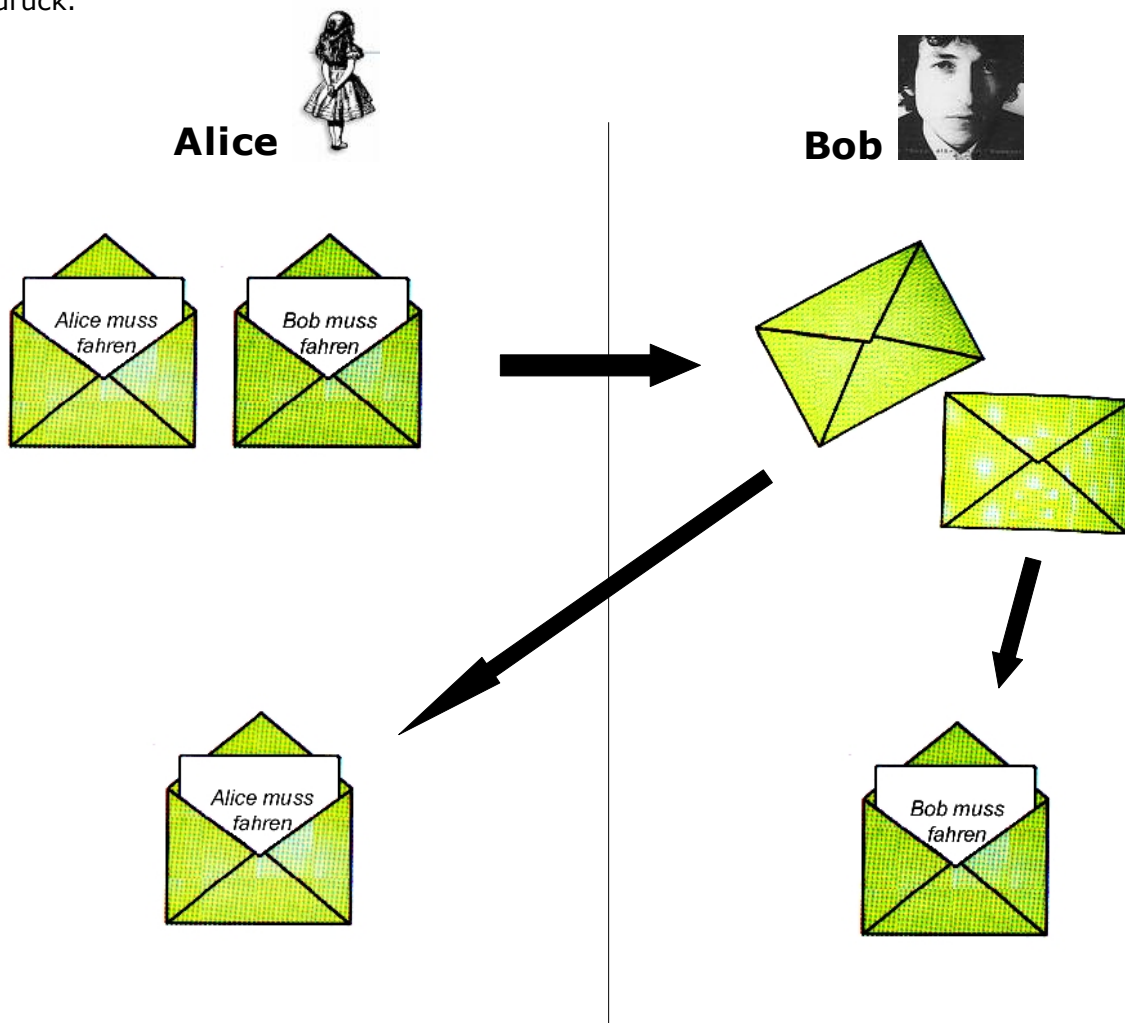 druck.
Alice
Bob
Alice muss
fahren
Bob muss
fahren
Alice muss
fahren
Bob muss
fahren